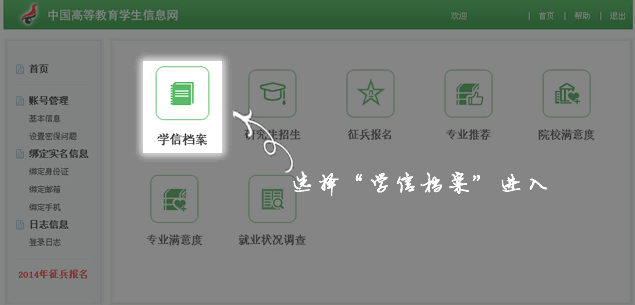 中国高等教育学生信息网
欢迎 | 首页 | 帮助 | 退出
首页
账号管理
基本信息
设置密保问题
绑定实名信息
绑定身份证
绑定邮箱
绑定手机
日志信息
登录日志
2014年征兵报名
学信档案
研究生招生
征兵报名
专业推荐
院校满意度
选择“学信档案”进入
专业满意度
就业状况调查